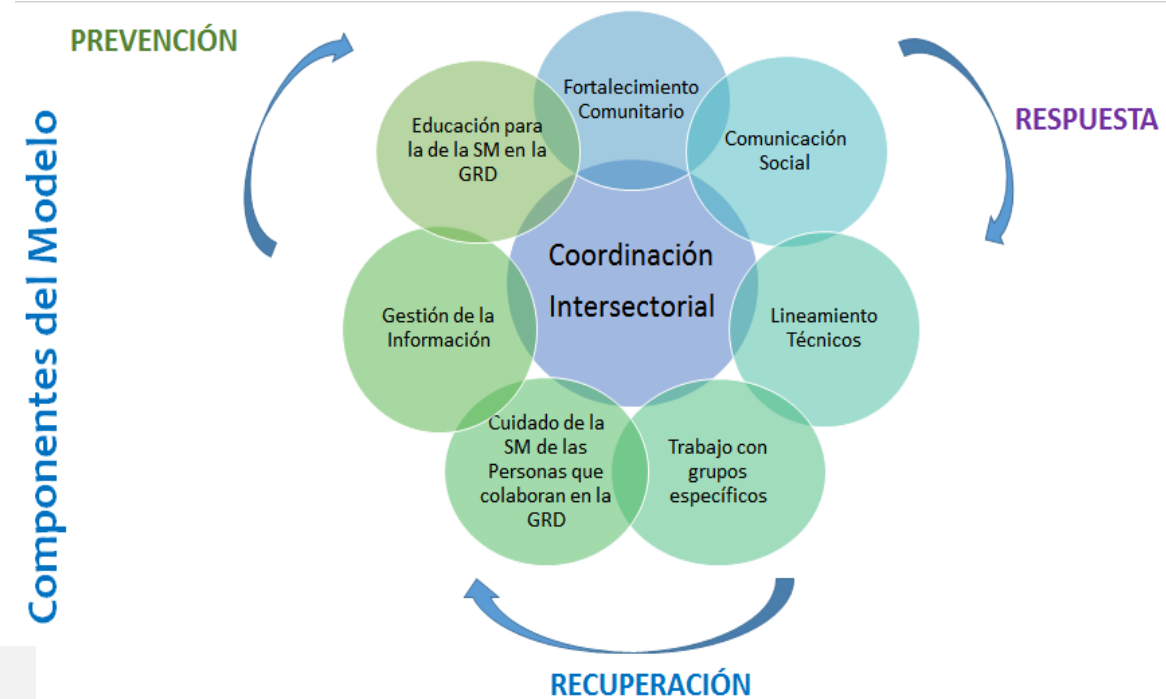 PREVENCIÓN
Componentes del Modelo
RESPUESTA
Fortalecimiento
Comunitario
Comunicación
Social
Educación para
la de la SM en la
GRD
Coordinación
Intersectorial
Gestión de la
Información
Lineamiento
Técnicos
Cuidado de la
SM de las
Personas que
colaboran en la
GRD
Trabajo con
grupos
específicos
RECUPERACIÓN